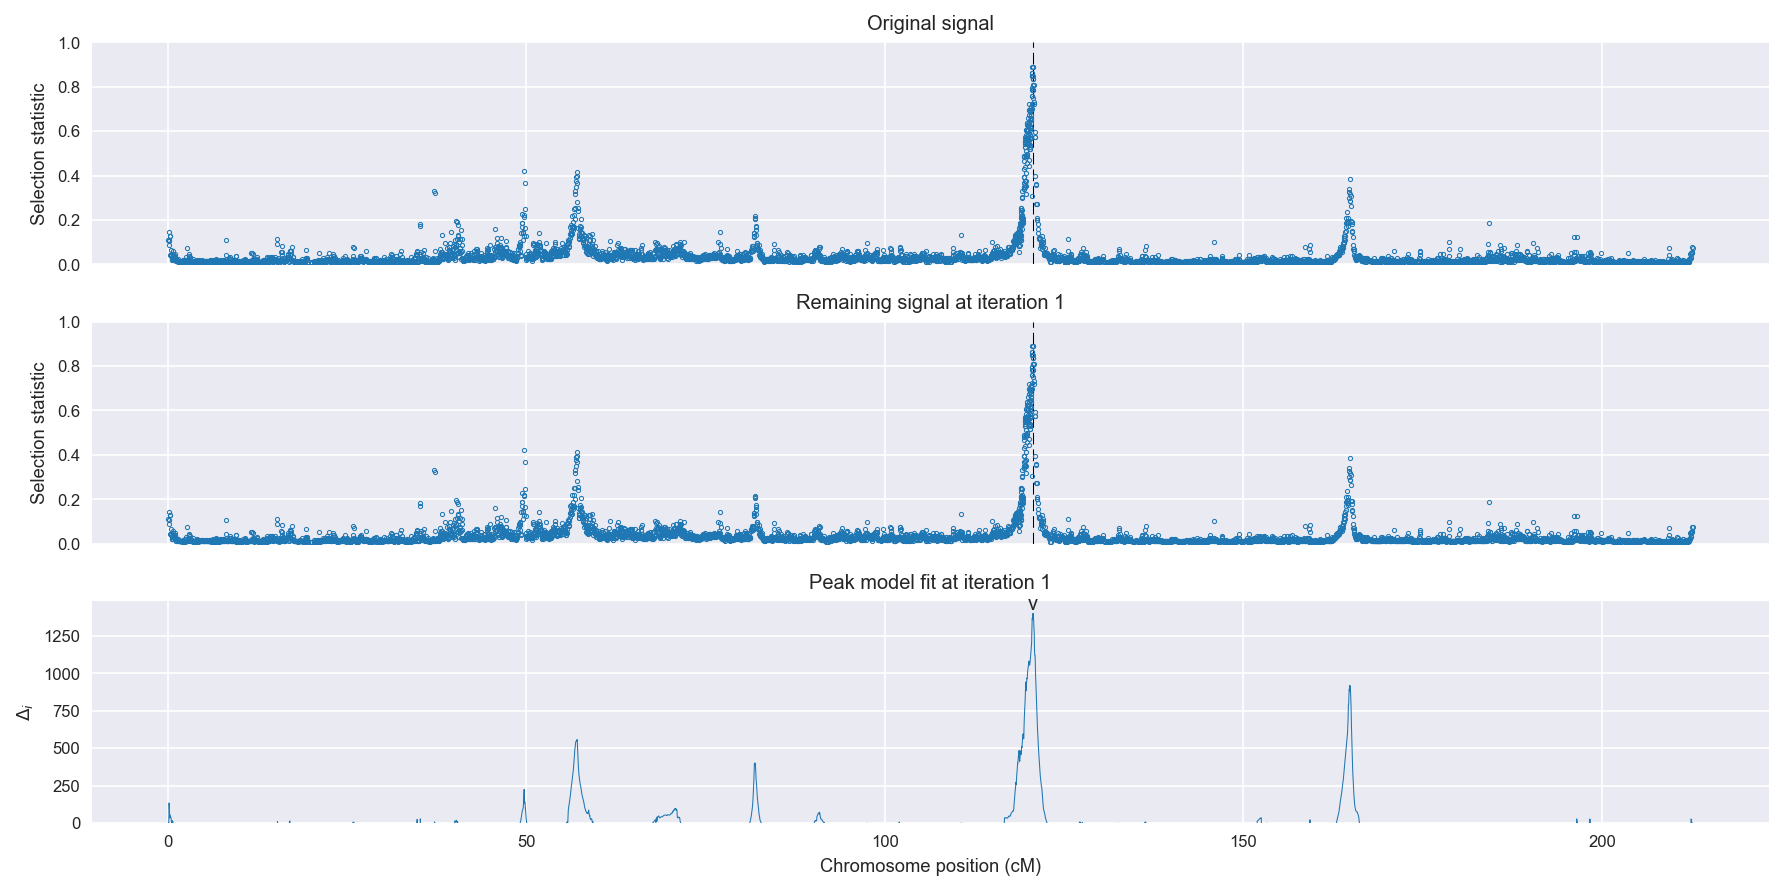 Original signal
Selection statistic
1.0
0.8
0.6
0.4
0.2
0.0
Remaining signal at iteration 1
Selection statistic
1.0
0.8
0.6
0.4
0.2
0.0
Peak model fit at iteration 1
Δi
1250
1000
750
500
250
0
0 50 100 150 200
Chromosome position (cM)